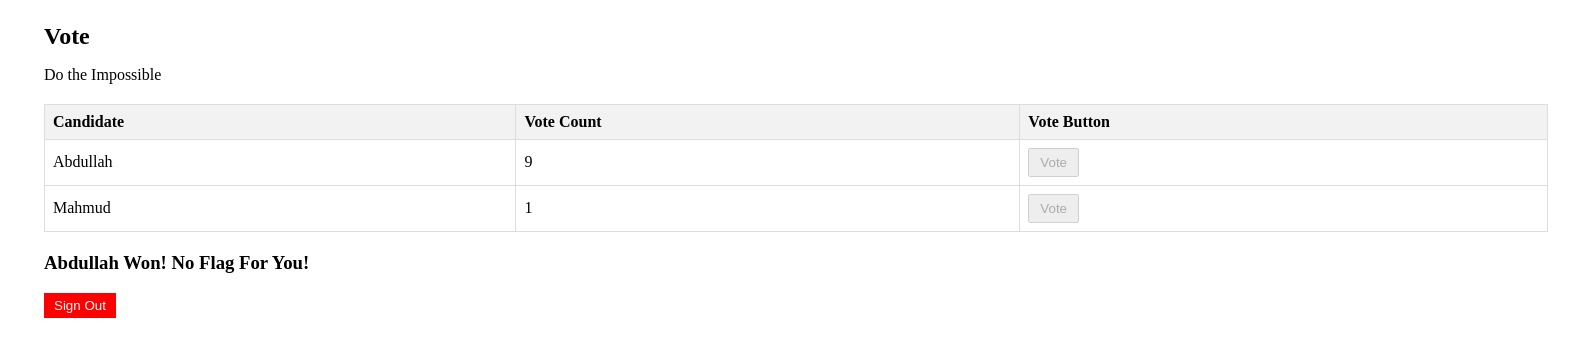 Vote
Do the Impossible
Candidate Vote Count Vote Button
Abdullah 9 Vote
Mahmud 1 Vote
Abdullah Won! No Flag For You!
Sign Out